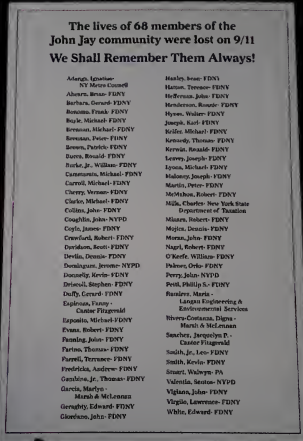 The lives of 68 members of the
John Jay community were lost on 9/11
We Shall Remember Them Always!
Adanga, Ignatius-
NY Metro Council
Ahearn, Brian- FDNY
Barbara, Gerard- FDNY
Bonomo, Frank- FDNY
Boyle, Michael- FDNY
Brennan, Michael- FDNY
Brennan, Peter- FDNY
Brown, Patrick- FDNY
Bucca, Ronald- FDNY
Burke, Jr., William- FDNY
Cammarata, Michael- FDNY
Carroll, Michael- FDNY
Cherry, Vernon- FDNY
Clarke, Michael- FDNY
Collins, John- FDNY
Coughlin, John- NYPD
Coyle, James- FDNY
Crawford, Robert- FDNY
Davidson, Scott- FDNY
Devlin, Dennis- FDNY
Dominguez, Jerome- NYPD
Donnelly, Kevin- FDNY
Driscoll, Stephen- FDNY
Duffy, Gerard- FDNY
Espinoza, Fanny -
Cantor Fitzgerald
Esposito, Michael- FDNY
Evans, Robert- FDNY
Fanning, John- FDNY
Farino, Thomas- FDNY
Farrell, Terrence- FDNY
Fredricks, Andrew- FDNY
Gambino, Jr., Thomas- FDNY
Garcia, Marlyn -
Marsh & McLennan
Geraghty, Edward- FDNY
Giordano, John- FDNY
Hanley, Sean- FDNY
Hatton, Terence- FDNY
Heffernan, John- FDNY
Henderson, Ronnie- FDNY
Hynes, Walter- FDNY
Joseph, Karl- FDNY
Keifer, Michael- FDNY
Kennedy, Thomas- FDNY
Kerwin, Ronald- FDNY
Leavey, Joseph- FDNY
Lyons, Michael- FDNY
Maloney, Joseph- FDNY
Martin, Peter- FDNY
McMahon, Robert- FDNY
Mills, Charles- New York State
Department of Taxation
Minara, Robert- FDNY
Mojica, Dennis- FDNY
Moran, John- FDNY
Nagel, Robert- FDNY
O'Keefe, William- FDNY
Palmer, Orio- FDNY
Perry, John- NYPD
Petti, Philip S.- FDNY
Ramirez, Maria -
Langan Engineering &
Environmental Services
Rivera-Costanza, Digna -
Marsh & McLennan
Sanchez, Jacquelyn P. -
Cantor Fitzgerald
Smith, Jr., Leo- FDNY
Smith, Kevin- FDNY
Stuart, Walwyn- PA
Valentin, Santos- NYPD
Vigiano, John- FDNY
Virgilio, Lawrence- FDNY
White, Edward- FDNY